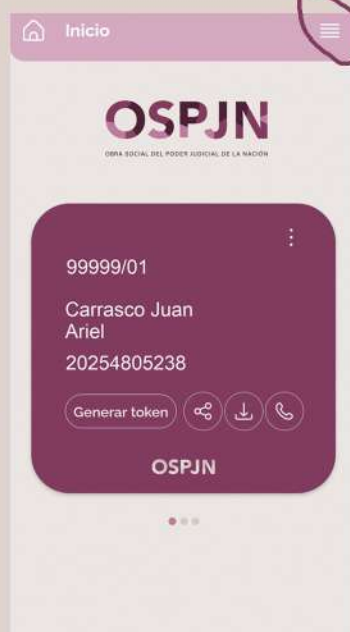 Inicio
OSPJN
OBRA SOCIAL DEL PODER JUDICIAL DE LA NACIÓN
99999/01
Carrasco Juan
Ariel
20254805238
Generar token
OSPJN